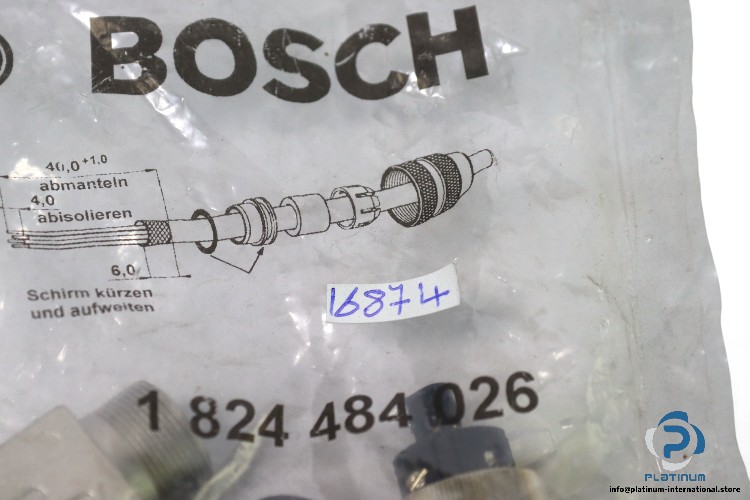 BOSCH
40,0 +1,0
abmanteln
4,0
abisolieren
6,0
Schirm kürzen
und aufweiten
16874
1 824 484 026
PLATINUM
info@platinum-international.store